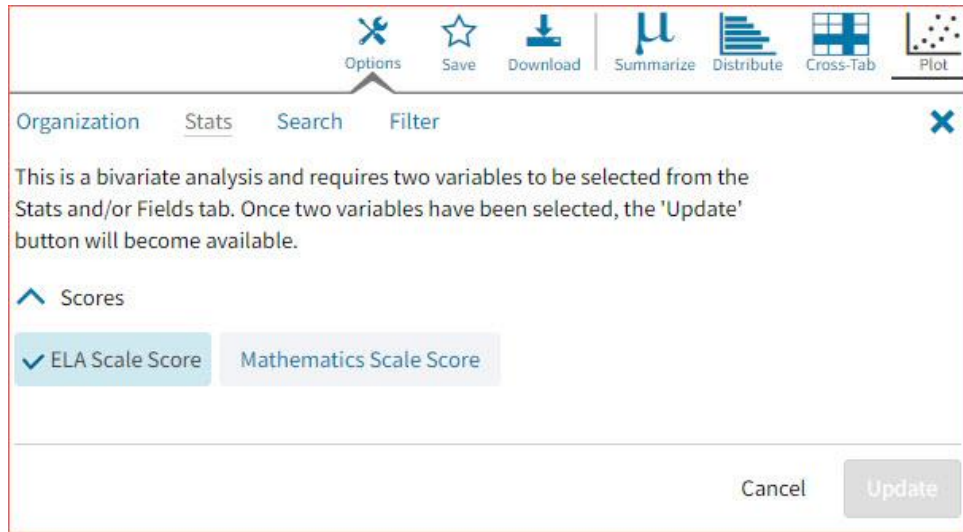 Options Save Download Summarize Distribute Cross-Tab Plot
Organization Stats Search Filter
This is a bivariate analysis and requires two variables to be selected from the
Stats and/or Fields tab. Once two variables have been selected, the 'Update'
button will become available.
Scores
ELA Scale Score Mathematics Scale Score
Cancel Update